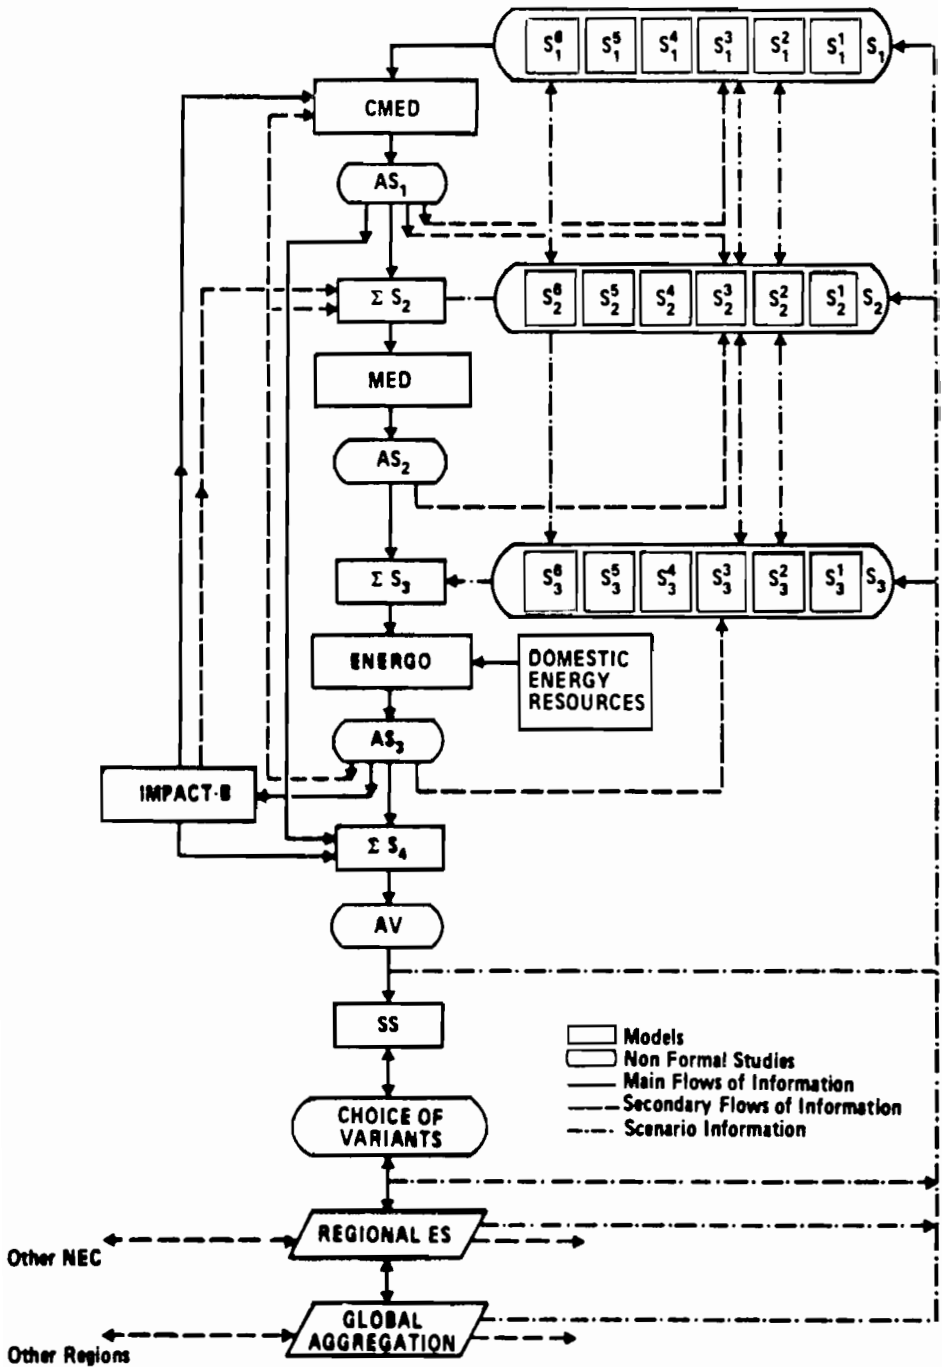 S₁⁶ S₁⁵ S₁⁴ S₁³ S₁² S₁¹ S₁
CMED
AS₁
Σ S₂
S₂⁶ S₂⁵ S₂⁴ S₂³ S₂² S₂¹ S₂
MED
AS₂
Σ S₃
S₃⁶ S₃⁵ S₃⁴ S₃³ S₃² S₃¹ S₃
ENERGO
DOMESTIC
ENERGY
RESOURCES
AS₃
IMPACT-B
Σ S₄
AV
SS
Models
Non Formal Studies
Main Flows of Information
Secondary Flows of Information
Scenario Information
CHOICE OF
VARIANTS
REGIONAL ES
Other NEC
GLOBAL
AGGREGATION
Other Regions